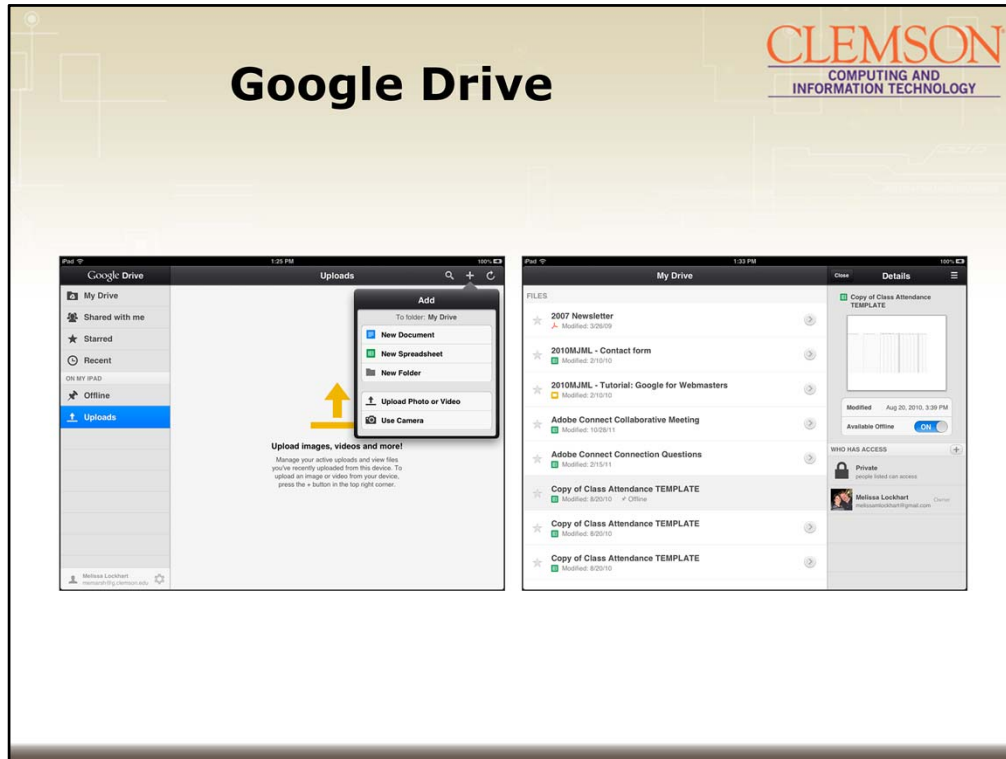 Google Drive
CLEMSON
COMPUTING AND
INFORMATION TECHNOLOGY
iPad
1:25 PM
100%
Google Drive
Uploads
My Drive
Shared with me
Starred
Recent
ON MY IPAD
Offline
Uploads
Add
To folder: My Drive
New Document
New Spreadsheet
New Folder
Upload Photo or Video
Use Camera
Upload images, videos and more!
Manage your active uploads and view files
you've recently uploaded from this device. To
upload an image or video from your device,
press the + button in the top right corner.
Melissa Lockhart
iPad
1:33 PM
100%
My Drive
FILES
2007 Newsletter
Modified: 3/26/09
2010MJML - Contact form
Modified: 2/10/10
2010MJML - Tutorial: Google for Webmasters
Modified: 2/10/10
Adobe Connect Collaborative Meeting
Modified: 10/28/11
Adobe Connect Connection Questions
Modified: 2/15/11
Copy of Class Attendance TEMPLATE
Modified: 8/20/10 Offline
Copy of Class Attendance TEMPLATE
Modified: 8/20/10
Copy of Class Attendance TEMPLATE
Modified: 8/20/10
Close
Details
Copy of Class Attendance
TEMPLATE
Modified Aug 20, 2010, 3:39 PM
Available Offline ON
WHO HAS ACCESS
Private
people listed can access
Melissa Lockhart Owner
melissamlockhart@gmail.com